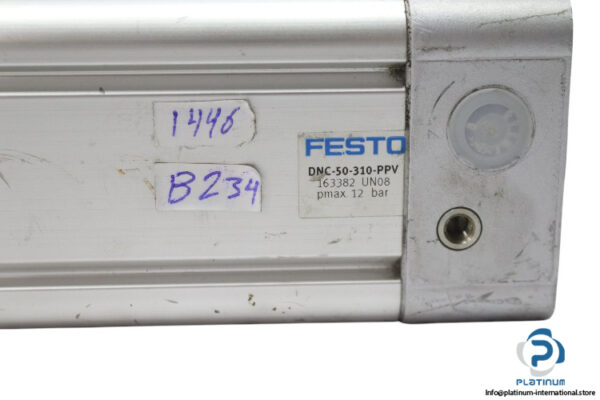 1446
B234
FESTO
DNC-50-310-PPV
163382 UN08
pmax. 12 bar
PLATINUM
Info@platinum-international.store